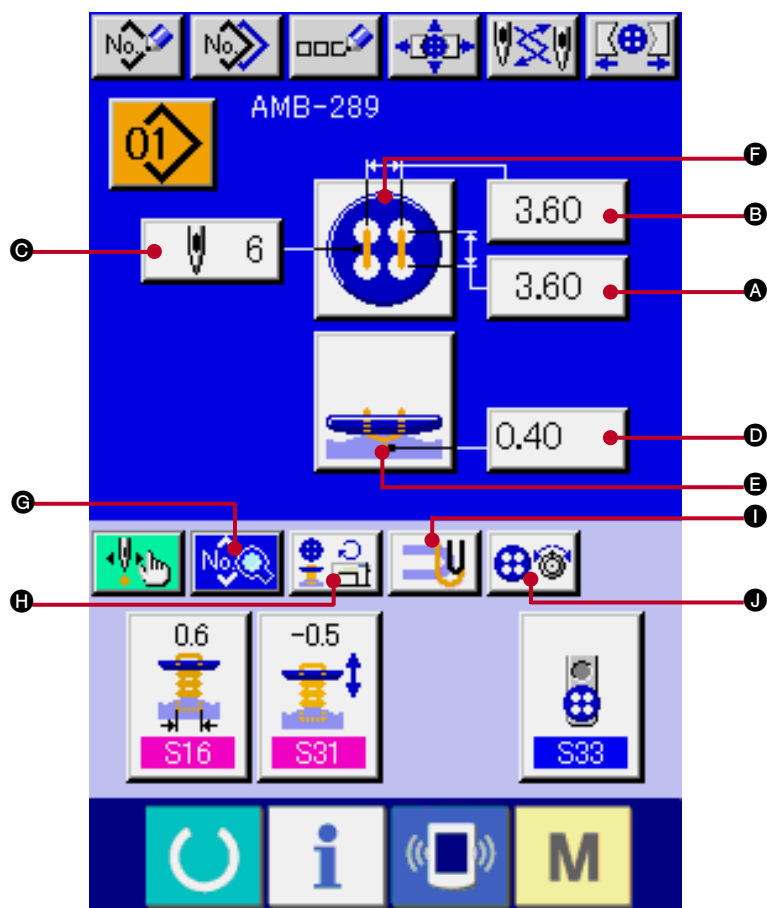 No. No.
AMB-289
01
F
3.60 B
C 6
3.60 A
0.40 D
E
G I
No.
H J
0.6 -0.5
S16 S31 S33
i M